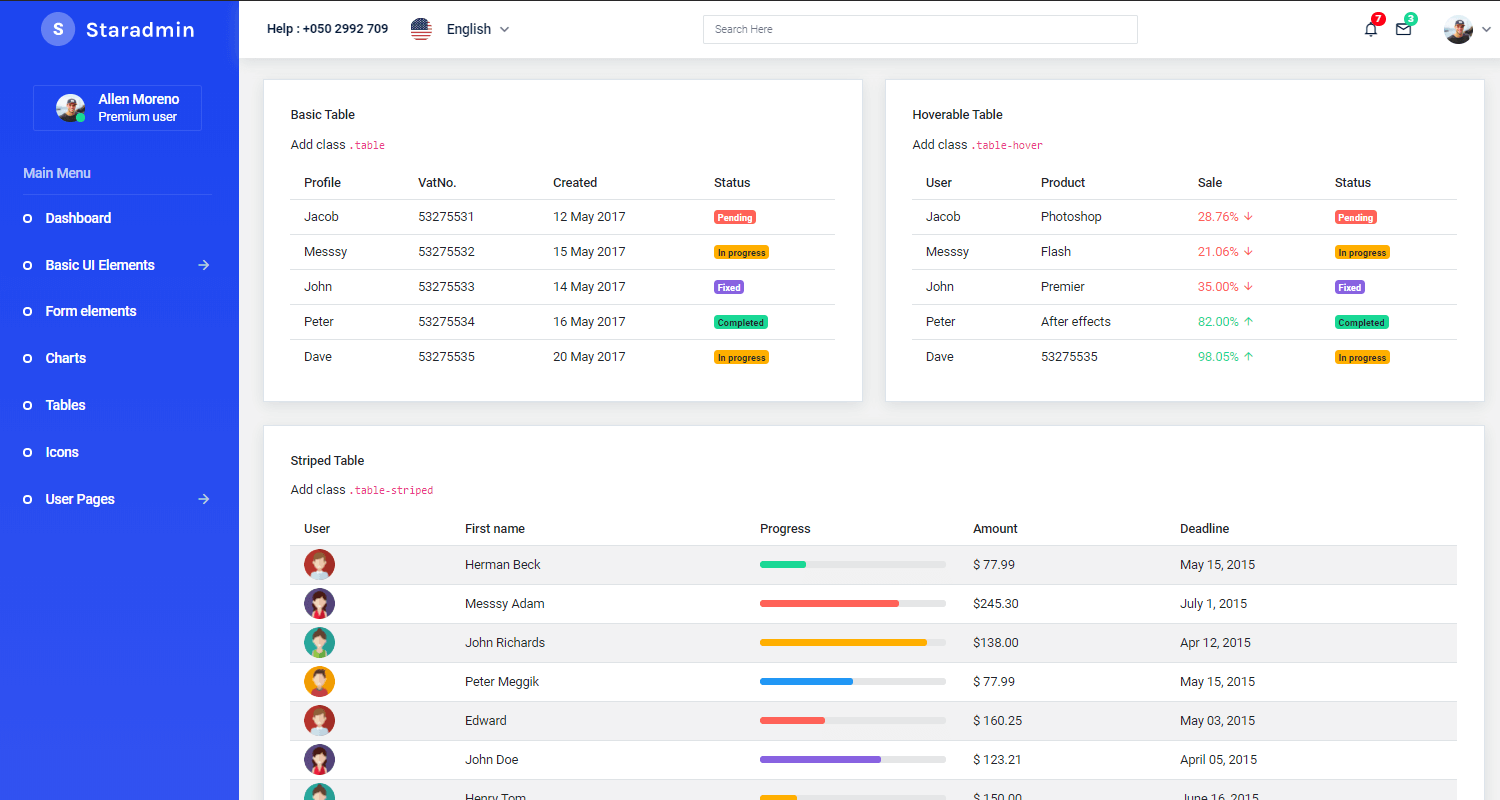 S Staradmin
Help : +050 2992 709
English
Search Here
7
3
Allen Moreno
Premium user
Main Menu
Dashboard
Basic UI Elements
Form elements
Charts
Tables
Icons
User Pages
Basic Table
Add class .table
Profile VatNo. Created Status
Jacob 53275531 12 May 2017 Pending
Messsy 53275532 15 May 2017 In progress
John 53275533 14 May 2017 Fixed
Peter 53275534 16 May 2017 Completed
Dave 53275535 20 May 2017 In progress
Hoverable Table
Add class .table-hover
User Product Sale Status
Jacob Photoshop 28.76% ↓ Pending
Messsy Flash 21.06% ↓ In progress
John Premier 35.00% ↓ Fixed
Peter After effects 82.00% ↑ Completed
Dave 53275535 98.05% ↑ In progress
Striped Table
Add class .table-striped
User First name Progress Amount Deadline
Herman Beck $ 77.99 May 15, 2015
Messsy Adam $245.30 July 1, 2015
John Richards $138.00 Apr 12, 2015
Peter Meggik $ 77.99 May 15, 2015
Edward $ 160.25 May 03, 2015
John Doe $ 123.21 April 05, 2015
Henry Tom $ 150.00 June 16, 2015